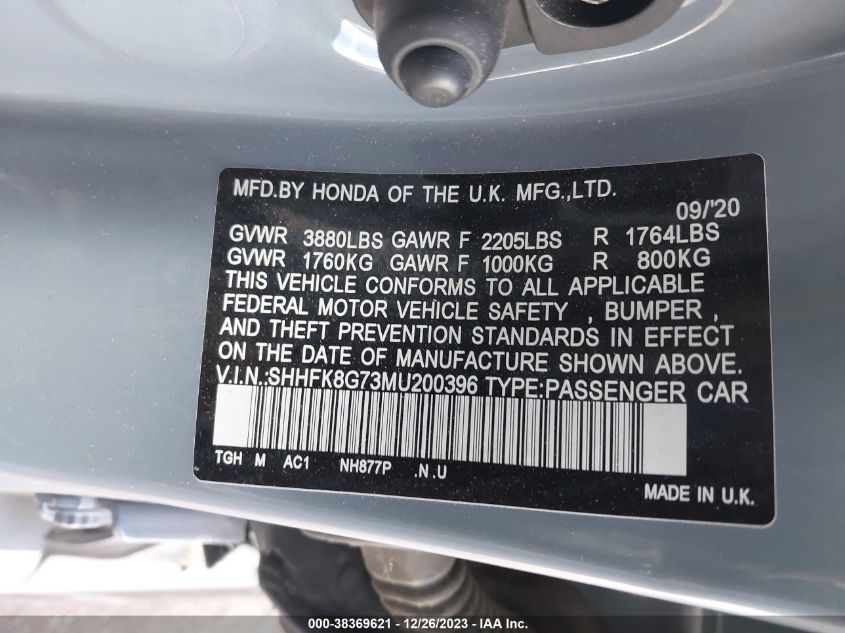 MFD.BY HONDA OF THE U.K. MFG.,LTD.
09/'20
GVWR 3880LBS GAWR F 2205LBS R 1764LBS
GVWR 1760KG GAWR F 1000KG R 800KG
THIS VEHICLE CONFORMS TO ALL APPLICABLE
FEDERAL MOTOR VEHICLE SAFETY , BUMPER ,
AND THEFT PREVENTION STANDARDS IN EFFECT
ON THE DATE OF MANUFACTURE SHOWN ABOVE.
V.I.N.:SHHFK8G73MU200396 TYPE:PASSENGER CAR
TGH M AC1 NH877P .N.U
MADE IN U.K.
000-38369621 - 12/26/2023 - IAA Inc.